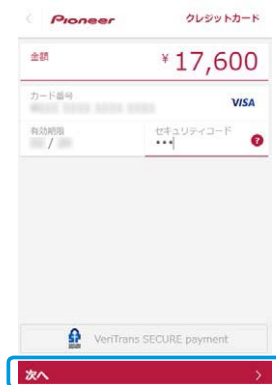 Pioneer
クレジットカード
金額
¥ 17,600
カード番号
VISA
有効期限
セキュリティコード
/
•••
?
VeriTrans SECURE payment
次へ